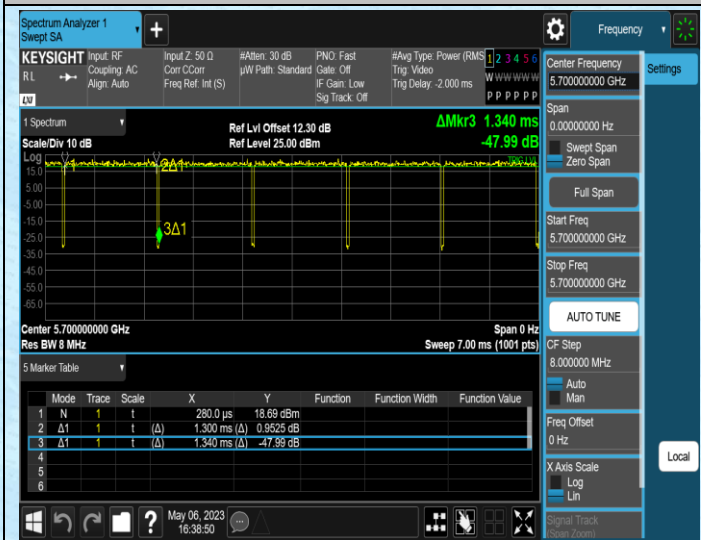 Spectrum Analyzer 1
Swept SA
Frequency
KEYSIGHT
RL
LXI
Input: RF
Coupling: AC
Align: Auto
Input Z: 50 Ω
Corr CCorr
Freq Ref: Int (S)
#Atten: 30 dB
µW Path: Standard
PNO: Fast
Gate: Off
IF Gain: Low
Sig Track: Off
#Avg Type: Power (RMS
Trig: Video
Trig Delay: -2.000 ms
1 2 3 4 5 6
W W W W W W
P P P P P P
1 Spectrum
Scale/Div 10 dB
Ref Lvl Offset 12.30 dB
Ref Level 25.00 dBm
ΔMkr3 1.340 ms
-47.99 dB
Log
1
2Δ1
TRIG LVL
15.0
5.00
-5.00
-15.0
3Δ1
-25.0
-35.0
-45.0
-55.0
-65.0
Center 5.700000000 GHz
Span 0 Hz
Res BW 8 MHz
Sweep 7.00 ms (1001 pts)
5 Marker Table
Mode Trace Scale X Y Function Function Width Function Value
1 N 1 t 280.0 µs 18.69 dBm
2 Δ1 1 t (Δ) 1.300 ms (Δ) 0.9525 dB
3 Δ1 1 t (Δ) 1.340 ms (Δ) -47.99 dB
4
5
6
May 06, 2023
16:38:50
?
Center Frequency
5.700000000 GHz
Settings
Span
0.00000000 Hz
Swept Span
Zero Span
Full Span
Start Freq
5.700000000 GHz
Stop Freq
5.700000000 GHz
AUTO TUNE
CF Step
8.000000 MHz
Auto
Man
Freq Offset
0 Hz
X Axis Scale
Log
Lin
Signal Track
(Span Zoom)
Local